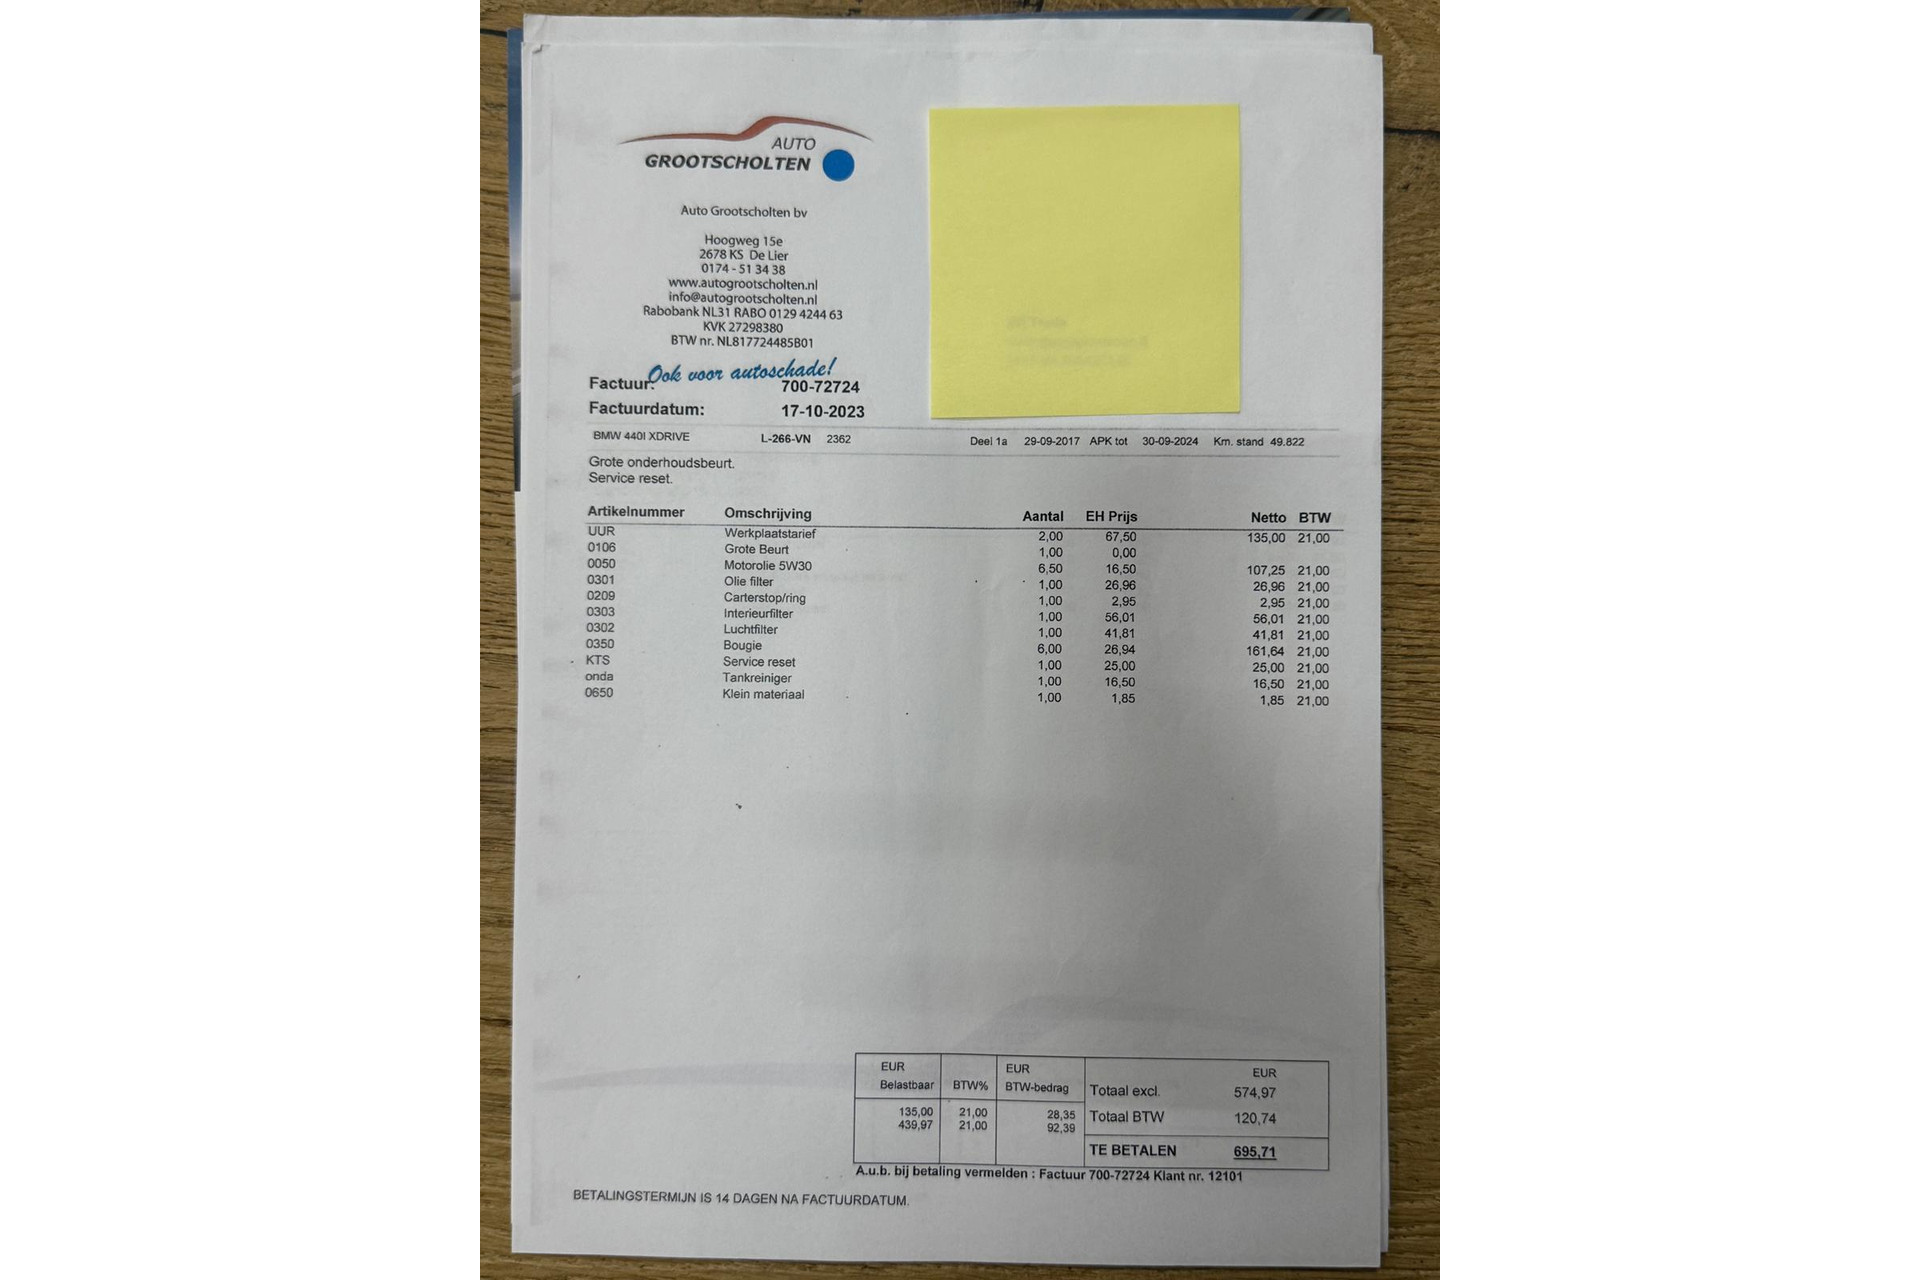 AUTO
GROOTSCHOLTEN
Auto Grootscholten bv
Hoogweg 15e
2678 KS De Lier
0174 - 51 34 38
www.autogrootscholten.nl
info@autogrootscholten.nl
Rabobank NL31 RABO 0129 4244 63
KVK 27298380
BTW nr. NL817724485B01
Ook voor autoschade!
Factuur: 700-72724
Factuurdatum: 17-10-2023
BMW 440I XDRIVE L-266-VN 2362 Deel 1a 29-09-2017 APK tot 30-09-2024 Km. stand 49.822
Grote onderhoudsbeurt.
Service reset.
Artikelnummer Omschrijving Aantal EH Prijs Netto BTW
UUR Werkplaatstarief 2,00 67,50 135,00 21,00
0106 Grote Beurt 1,00 0,00
0050 Motorolie 5W30 6,50 16,50 107,25 21,00
0301 Olie filter 1,00 26,96 26,96 21,00
0209 Carterstop/ring 1,00 2,95 2,95 21,00
0303 Interieurfilter 1,00 56,01 56,01 21,00
0302 Luchtfilter 1,00 41,81 41,81 21,00
0350 Bougie 6,00 26,94 161,64 21,00
KTS Service reset 1,00 25,00 25,00 21,00
onda Tankreiniger 1,00 16,50 16,50 21,00
0650 Klein materiaal 1,00 1,85 1,85 21,00
EUR EUR EUR
Belastbaar BTW% BTW-bedrag Totaal excl. 574,97
135,00 21,00 28,35 Totaal BTW 120,74
439,97 21,00 92,39
TE BETALEN 695,71
A.u.b. bij betaling vermelden : Factuur 700-72724 Klant nr. 12101
BETALINGSTERMIJN IS 14 DAGEN NA FACTUURDATUM.